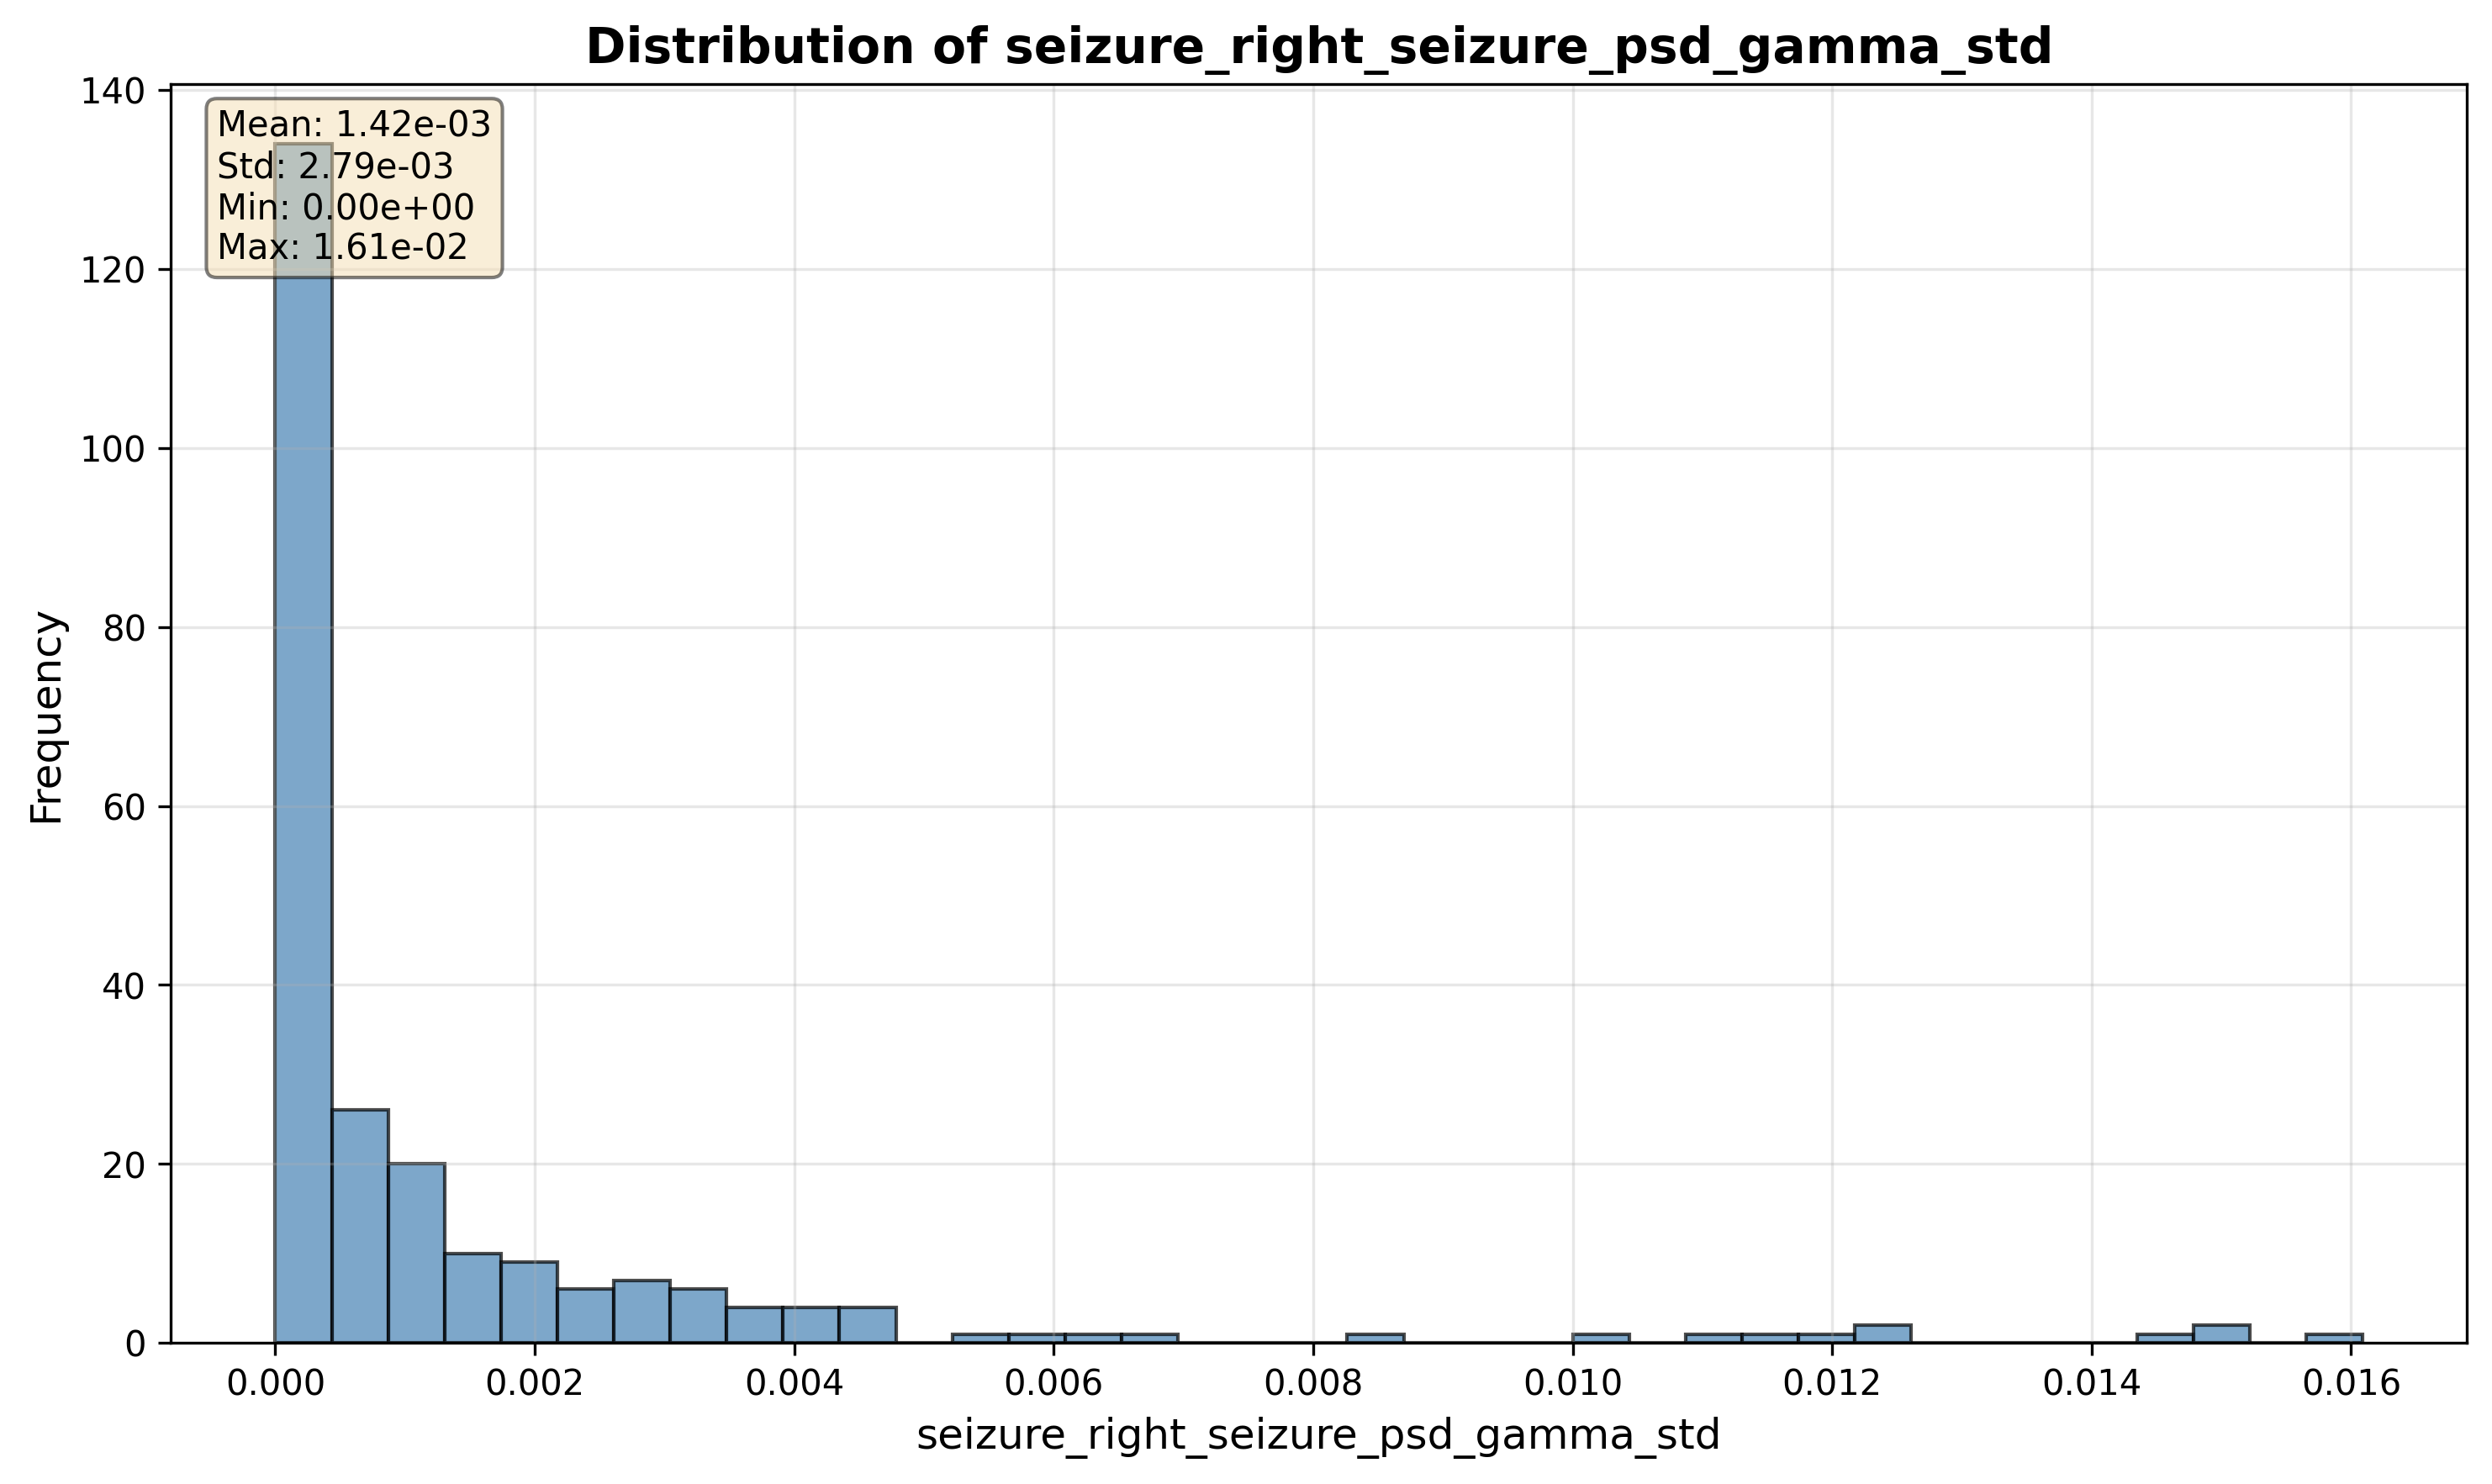 Distribution of seizure_right_seizure_psd_gamma_std
Mean: 1.42e-03
Std: 2.79e-03
Min: 0.00e+00
Max: 1.61e-02
Frequency
140
120
100
80
60
40
20
0
0.000 0.002 0.004 0.006 0.008 0.010 0.012 0.014 0.016
seizure_right_seizure_psd_gamma_std